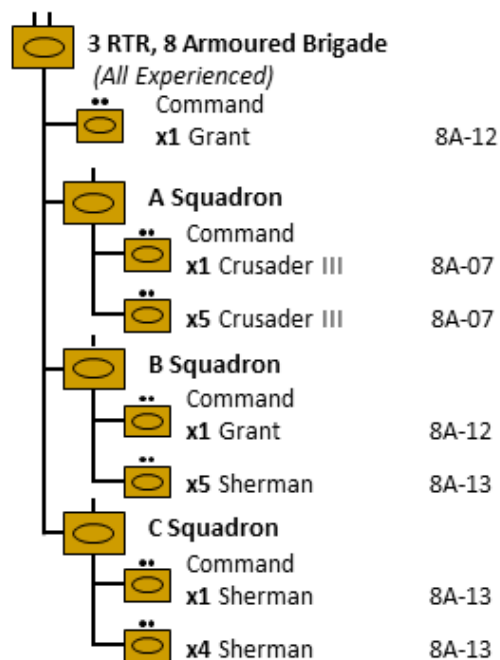 3 RTR, 8 Armoured Brigade
(All Experienced)
Command
x1 Grant 8A-12
A Squadron
Command
x1 Crusader III 8A-07
x5 Crusader III 8A-07
B Squadron
Command
x1 Grant 8A-12
x5 Sherman 8A-13
C Squadron
Command
x1 Sherman 8A-13
x4 Sherman 8A-13